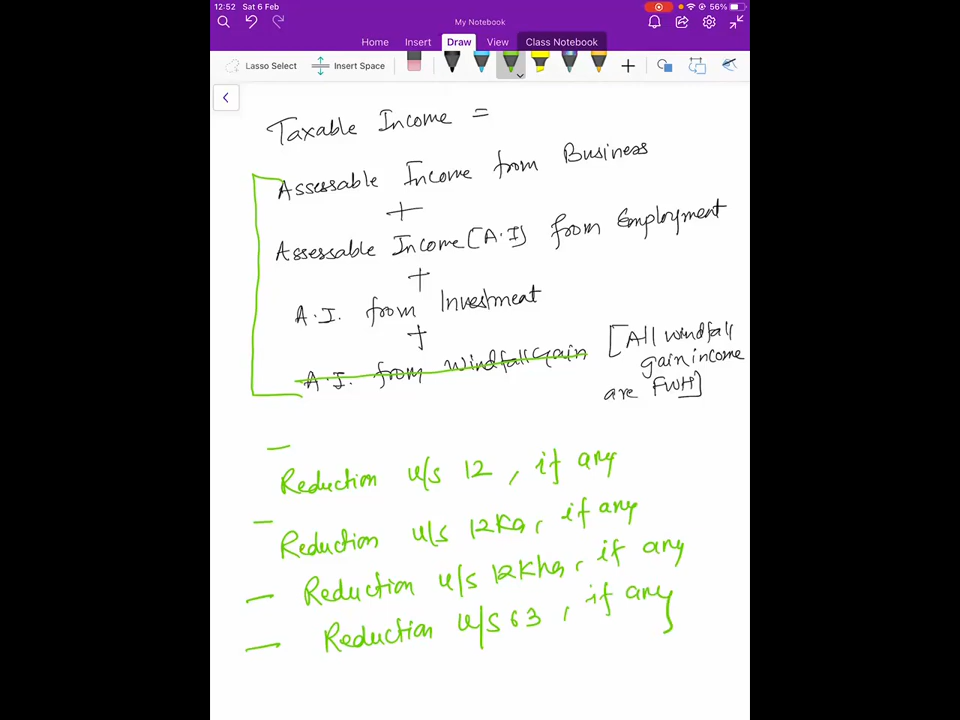 12:52 Sat 6 Feb
56%
My Notebook
Home Insert Draw View Class Notebook
Lasso Select Insert Space
Taxable Income =
Assessable Income from Business
+
Assessable Income [A.I] from Employment
+
A.I. from Investment
+
A.I. from Windfall Gain [All windfall
gain income
are FWH]
—
Reduction u/s 12, if any
—
Reduction u/s 12Ka, if any
— Reduction u/s 12Kha, if any
— Reduction u/s 63, if any